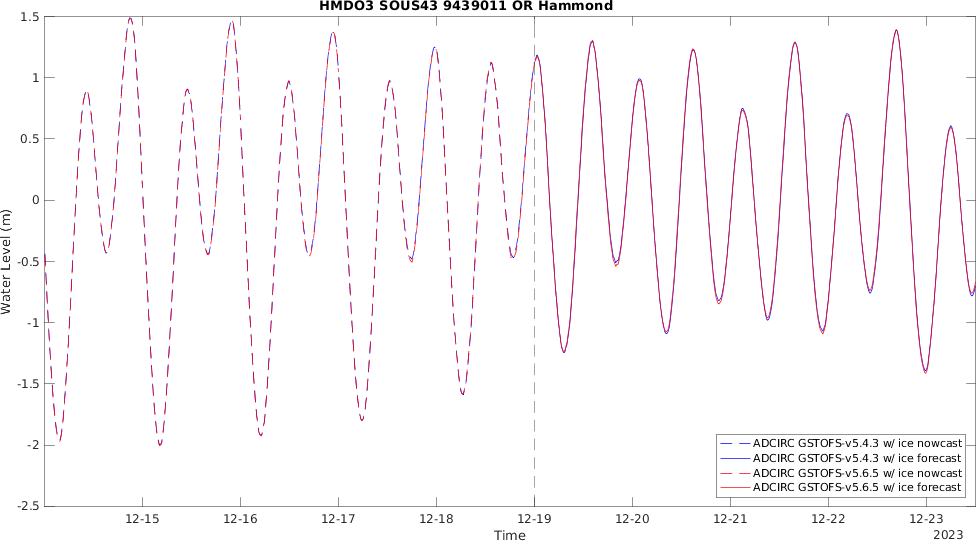 HMDO3 SOUS43 9439011 OR Hammond
1.5
1
0.5
0
-0.5
-1
-1.5
-2
-2.5
Water Level (m)
ADCIRC GSTOFS-v5.4.3 w/ ice nowcast
ADCIRC GSTOFS-v5.4.3 w/ ice forecast
ADCIRC GSTOFS-v5.6.5 w/ ice nowcast
ADCIRC GSTOFS-v5.6.5 w/ ice forecast
12-15 12-16 12-17 12-18 12-19 12-20 12-21 12-22 12-23
Time
2023